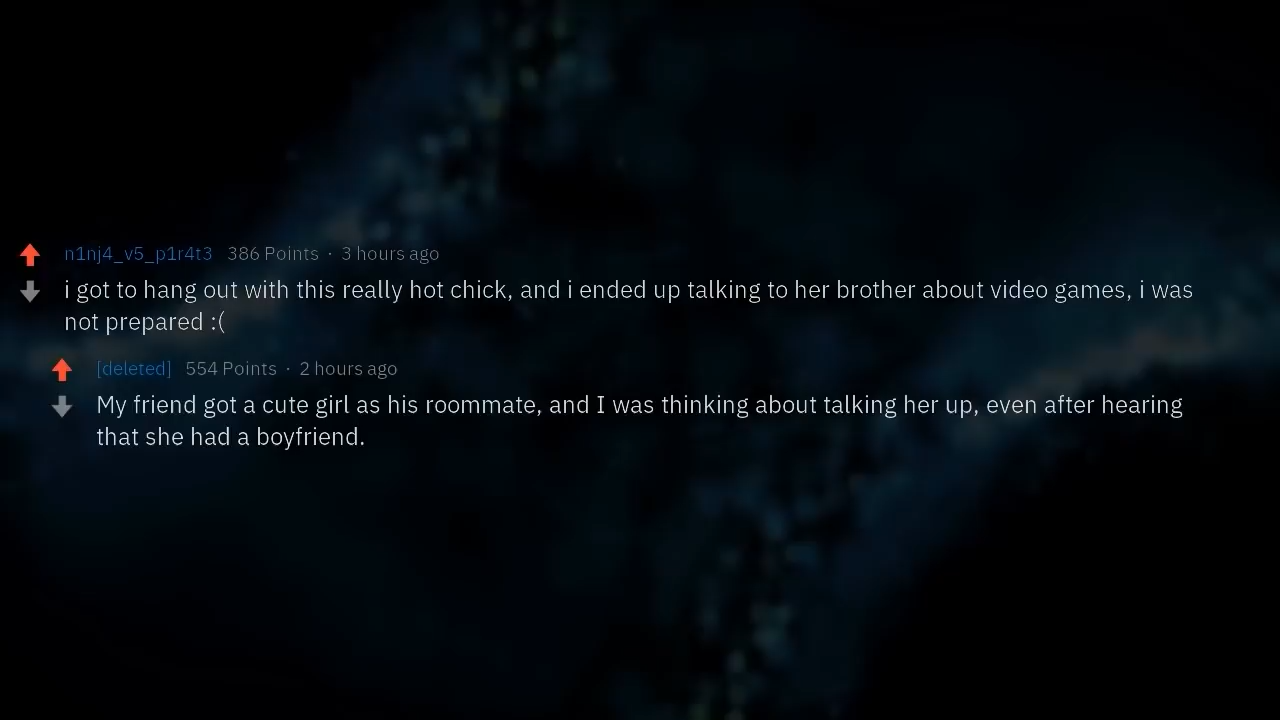 n1nj4_v5_p1r4t3 386 Points · 3 hours ago
i got to hang out with this really hot chick, and i ended up talking to her brother about video games, i was
not prepared :(
[deleted] 554 Points · 2 hours ago
My friend got a cute girl as his roommate, and I was thinking about talking her up, even after hearing
that she had a boyfriend.